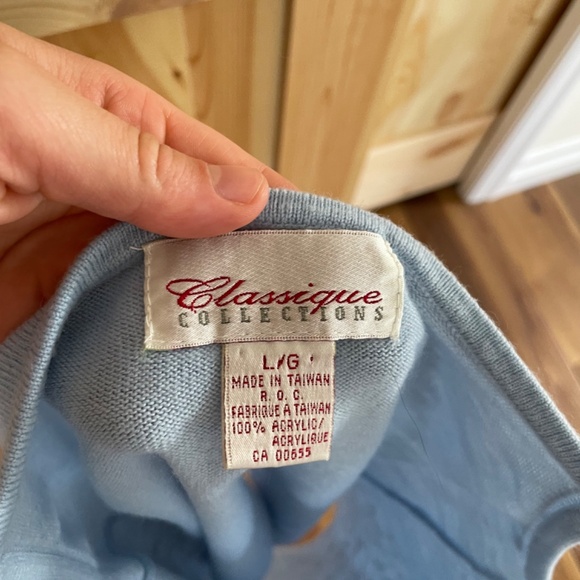 Classique
COLLECTIONS
L/G
MADE IN TAIWAN
R. O. C.
FABRIQUE A TAIWAN
100% ACRYLIC/
ACRYLIQUE
CA 00655